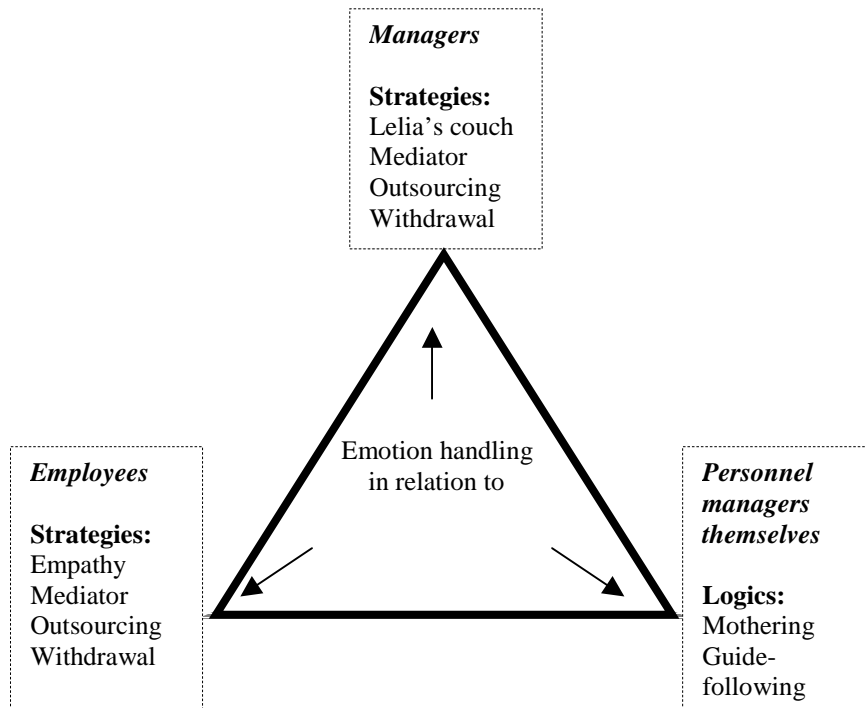 Managers
Strategies:
Lelia’s couch
Mediator
Outsourcing
Withdrawal
Emotion handling
in relation to
Employees
Strategies:
Empathy
Mediator
Outsourcing
Withdrawal
Personnel
managers
themselves
Logics:
Mothering
Guide-
following